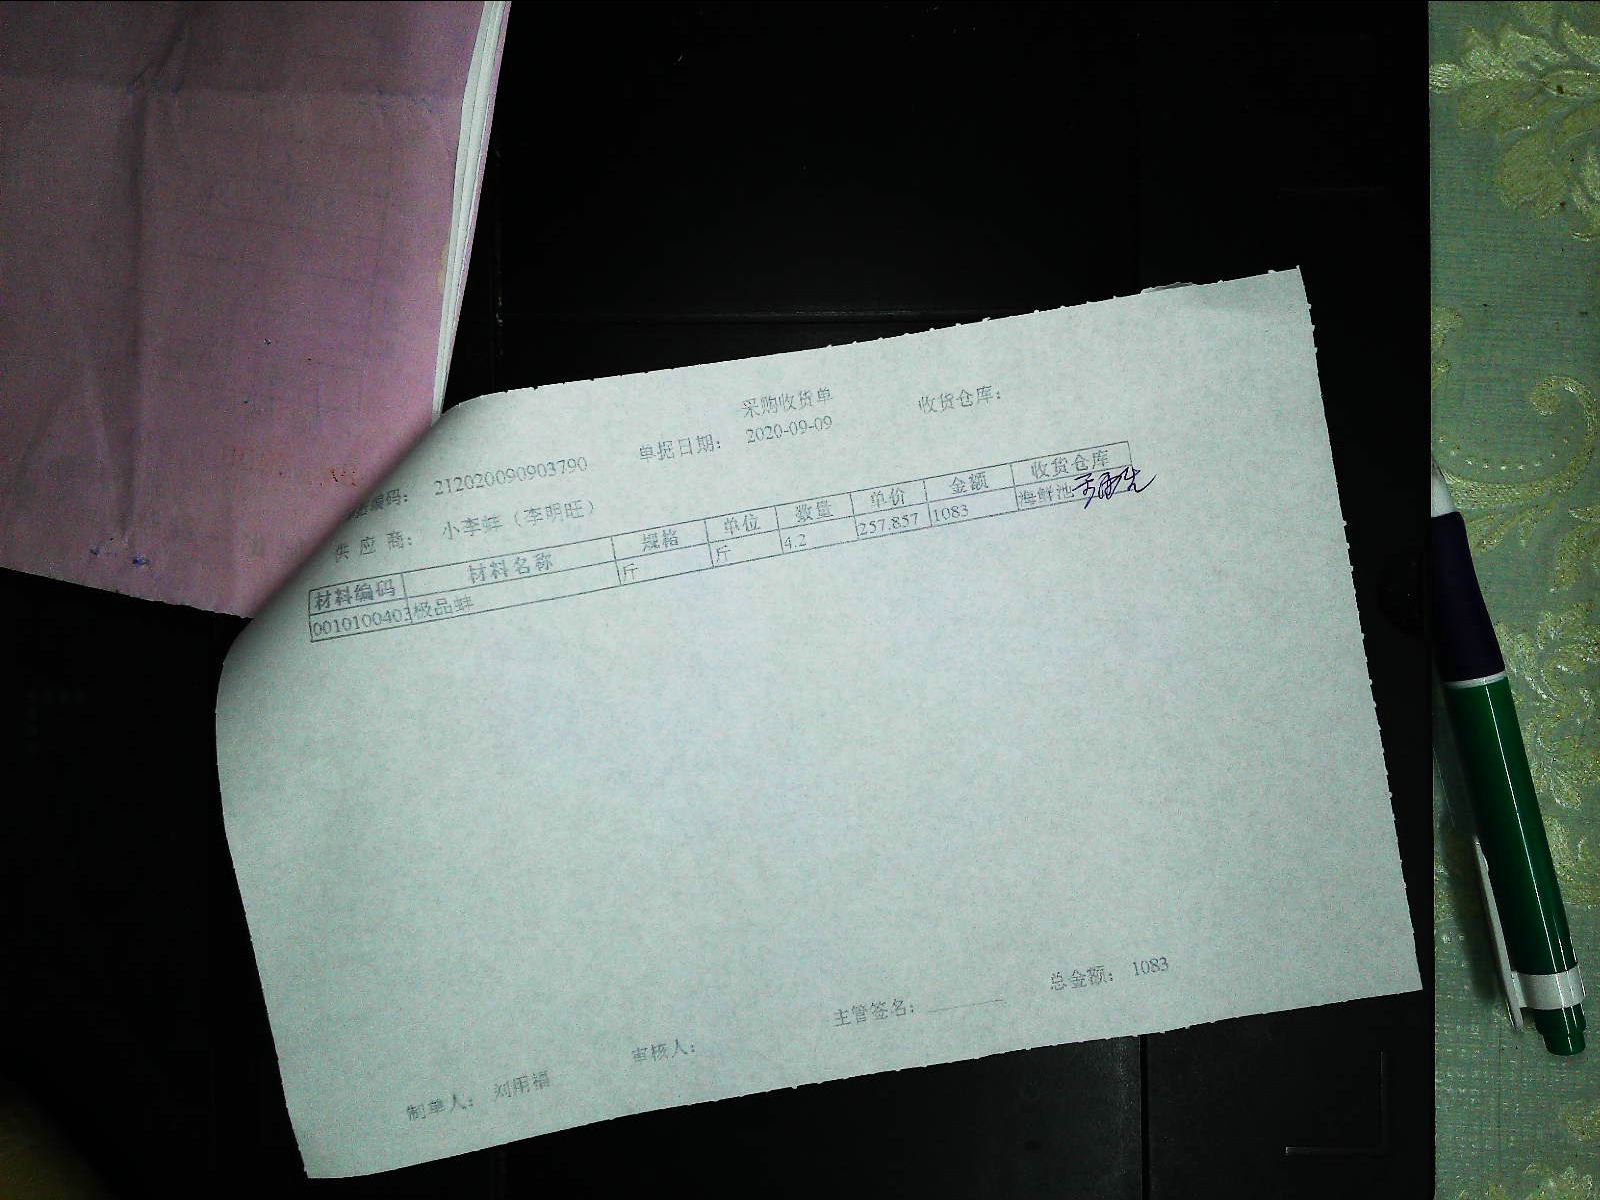 采购收货单
收货仓库:
编码: 212020090903790
单据日期: 2020-09-09
供应商: 小李蚌（李明旺）
材料编码 材料名称 规格 单位 数量 单价 金额 收货仓库
0010100403 极品蚌 斤 斤 4.2 257.857 1083 海鲜池
总金额: 1083
主管签名:
审核人:
制单人: 刘雨福